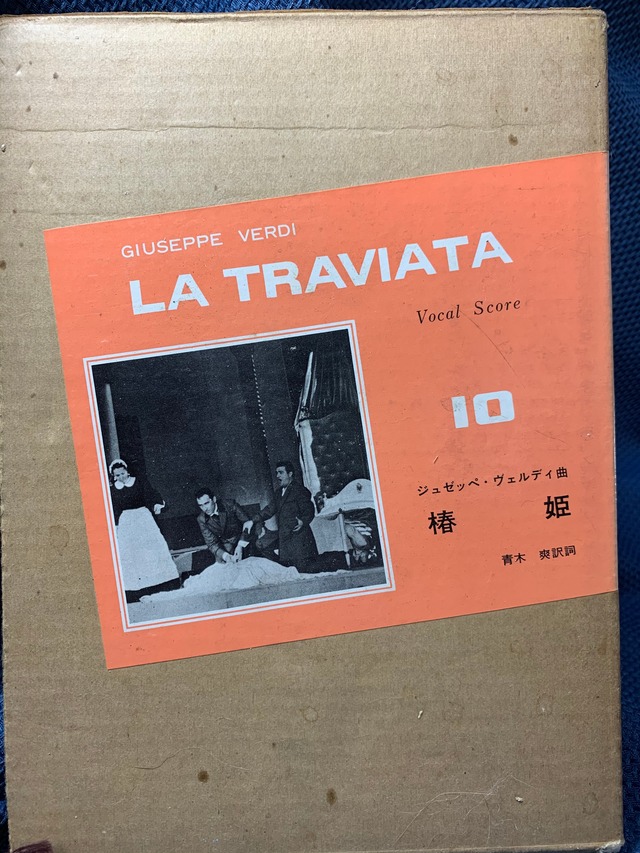 GIUSEPPE VERDI
LA TRAVIATA
Vocal Score
10
ジュゼッペ・ヴェルディ曲
椿 姫
青木 爽訳詞